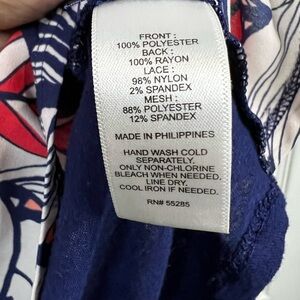 FRONT :
100% POLYESTER
BACK :
100% RAYON
LACE :
98% NYLON
2% SPANDEX
MESH :
88% POLYESTER
12% SPANDEX
MADE IN PHILIPPINES
HAND WASH COLD
SEPARATELY.
ONLY NON-CHLORINE
BLEACH WHEN NEEDED.
LINE DRY.
COOL IRON IF NEEDED.
RN# 55285